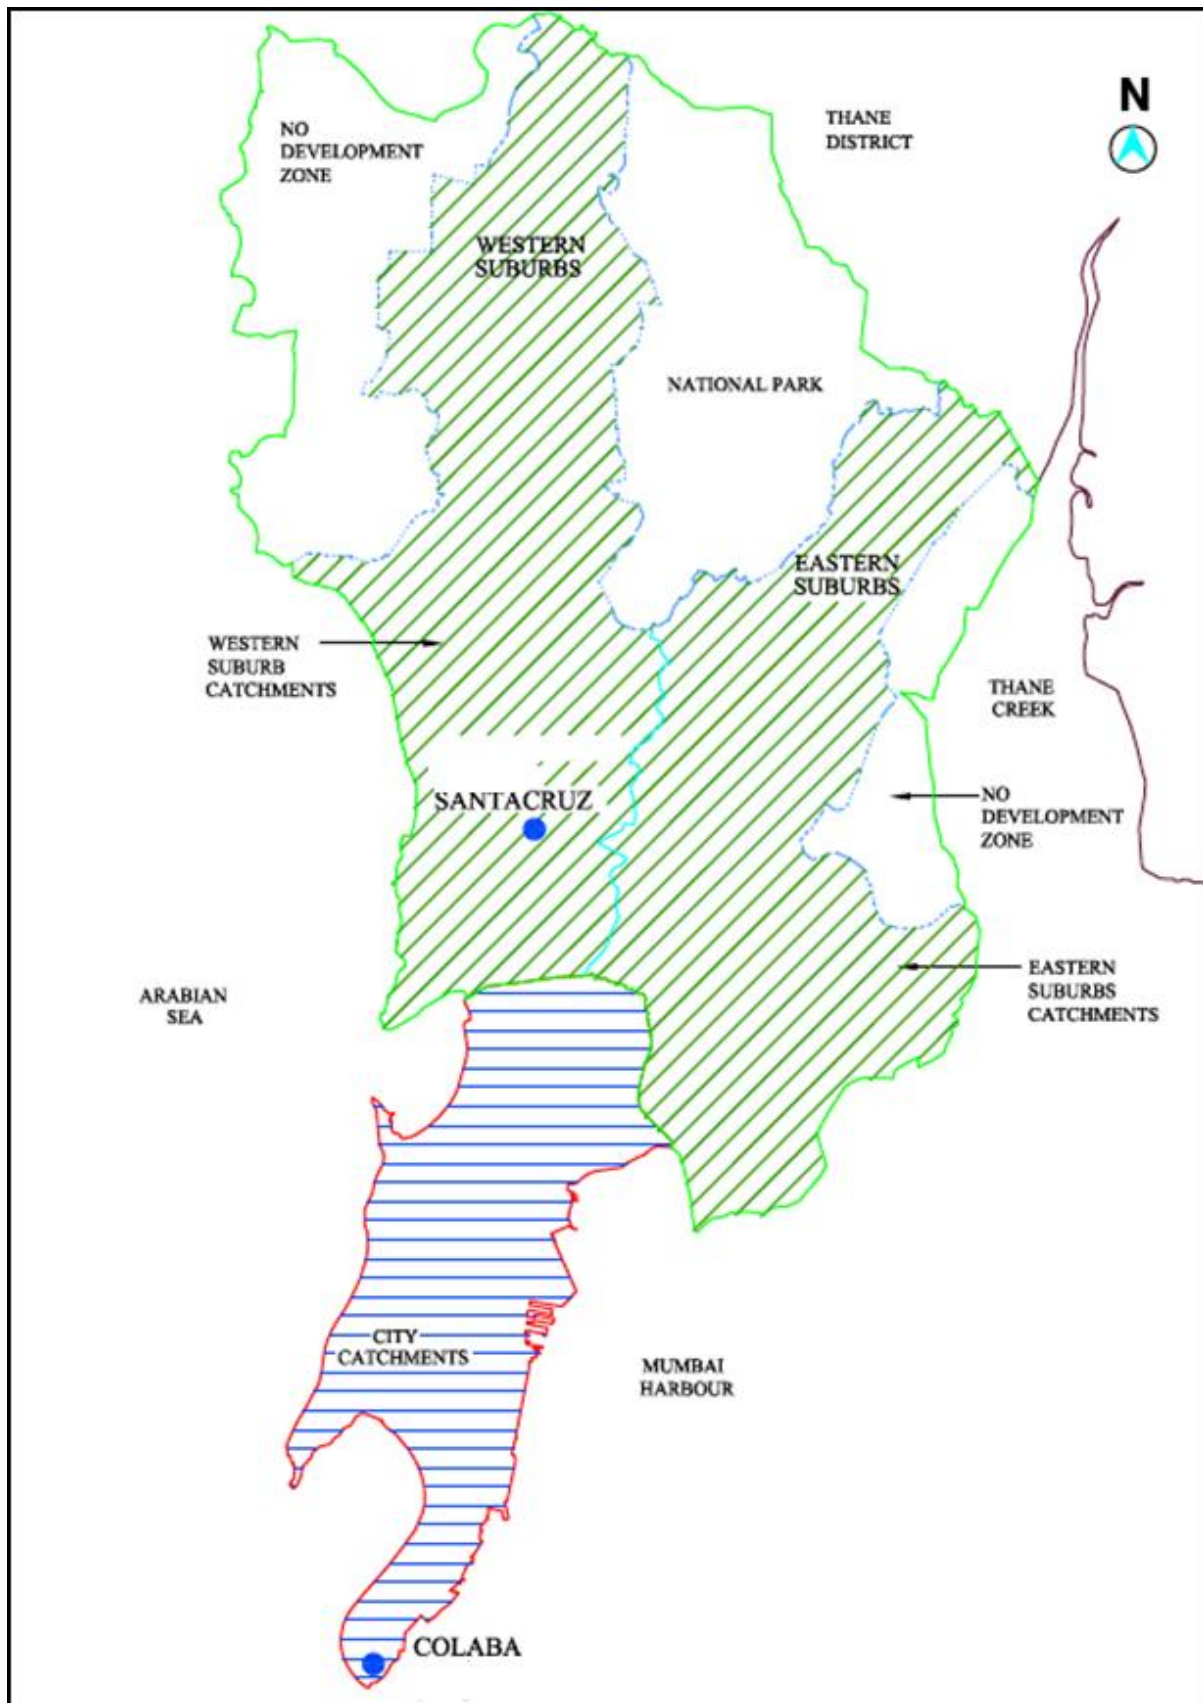 N
THANE
DISTRICT
NO
DEVELOPMENT
ZONE
WESTERN
SUBURBS
NATIONAL PARK
EASTERN
SUBURBS
WESTERN
SUBURB
CATCHMENTS
THANE
CREEK
SANTACRUZ
NO
DEVELOPMENT
ZONE
EASTERN
SUBURBS
CATCHMENTS
ARABIAN
SEA
CITY
CATCHMENTS
MUMBAI
HARBOUR
COLABA